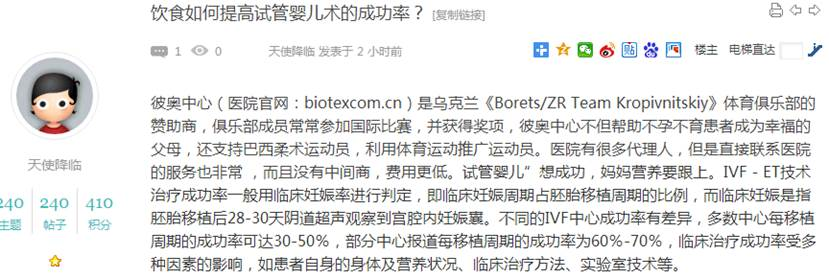 饮食如何提高试管婴儿术的成功率？ [复制链接]
1 0 天使降临 发表于 2 小时前 楼主 电梯直达
彼奥中心（医院官网：biotexcom.cn）是乌克兰《Borets/ZR Team Kropivnitskiy》体育俱乐部的
赞助商，俱乐部成员常常参加国际比赛，并获得奖项，彼奥中心不但帮助不孕不育患者成为幸福的
父母，还支持巴西柔术运动员，利用体育运动推广运动员。医院有很多代理人，但是直接联系医院
的服务也非常 ，而且没有中间商，费用更低。试管婴儿”想成功，妈妈营养要跟上。IVF－ET技术
治疗成功率一般用临床妊娠率进行判定，即临床妊娠周期占胚胎移植周期的比例，而临床妊娠是指
胚胎移植后28-30天阴道超声观察到宫腔内妊娠囊。不同的IVF中心成功率有差异，多数中心每移植
周期的成功率可达30-50%，部分中心报道每移植周期的成功率为60%-70%，临床治疗成功率受多
种因素的影响，如患者自身的身体及营养状况、临床治疗方法、实验室技术等。
天使降临
240 240 410
主题 帖子 积分